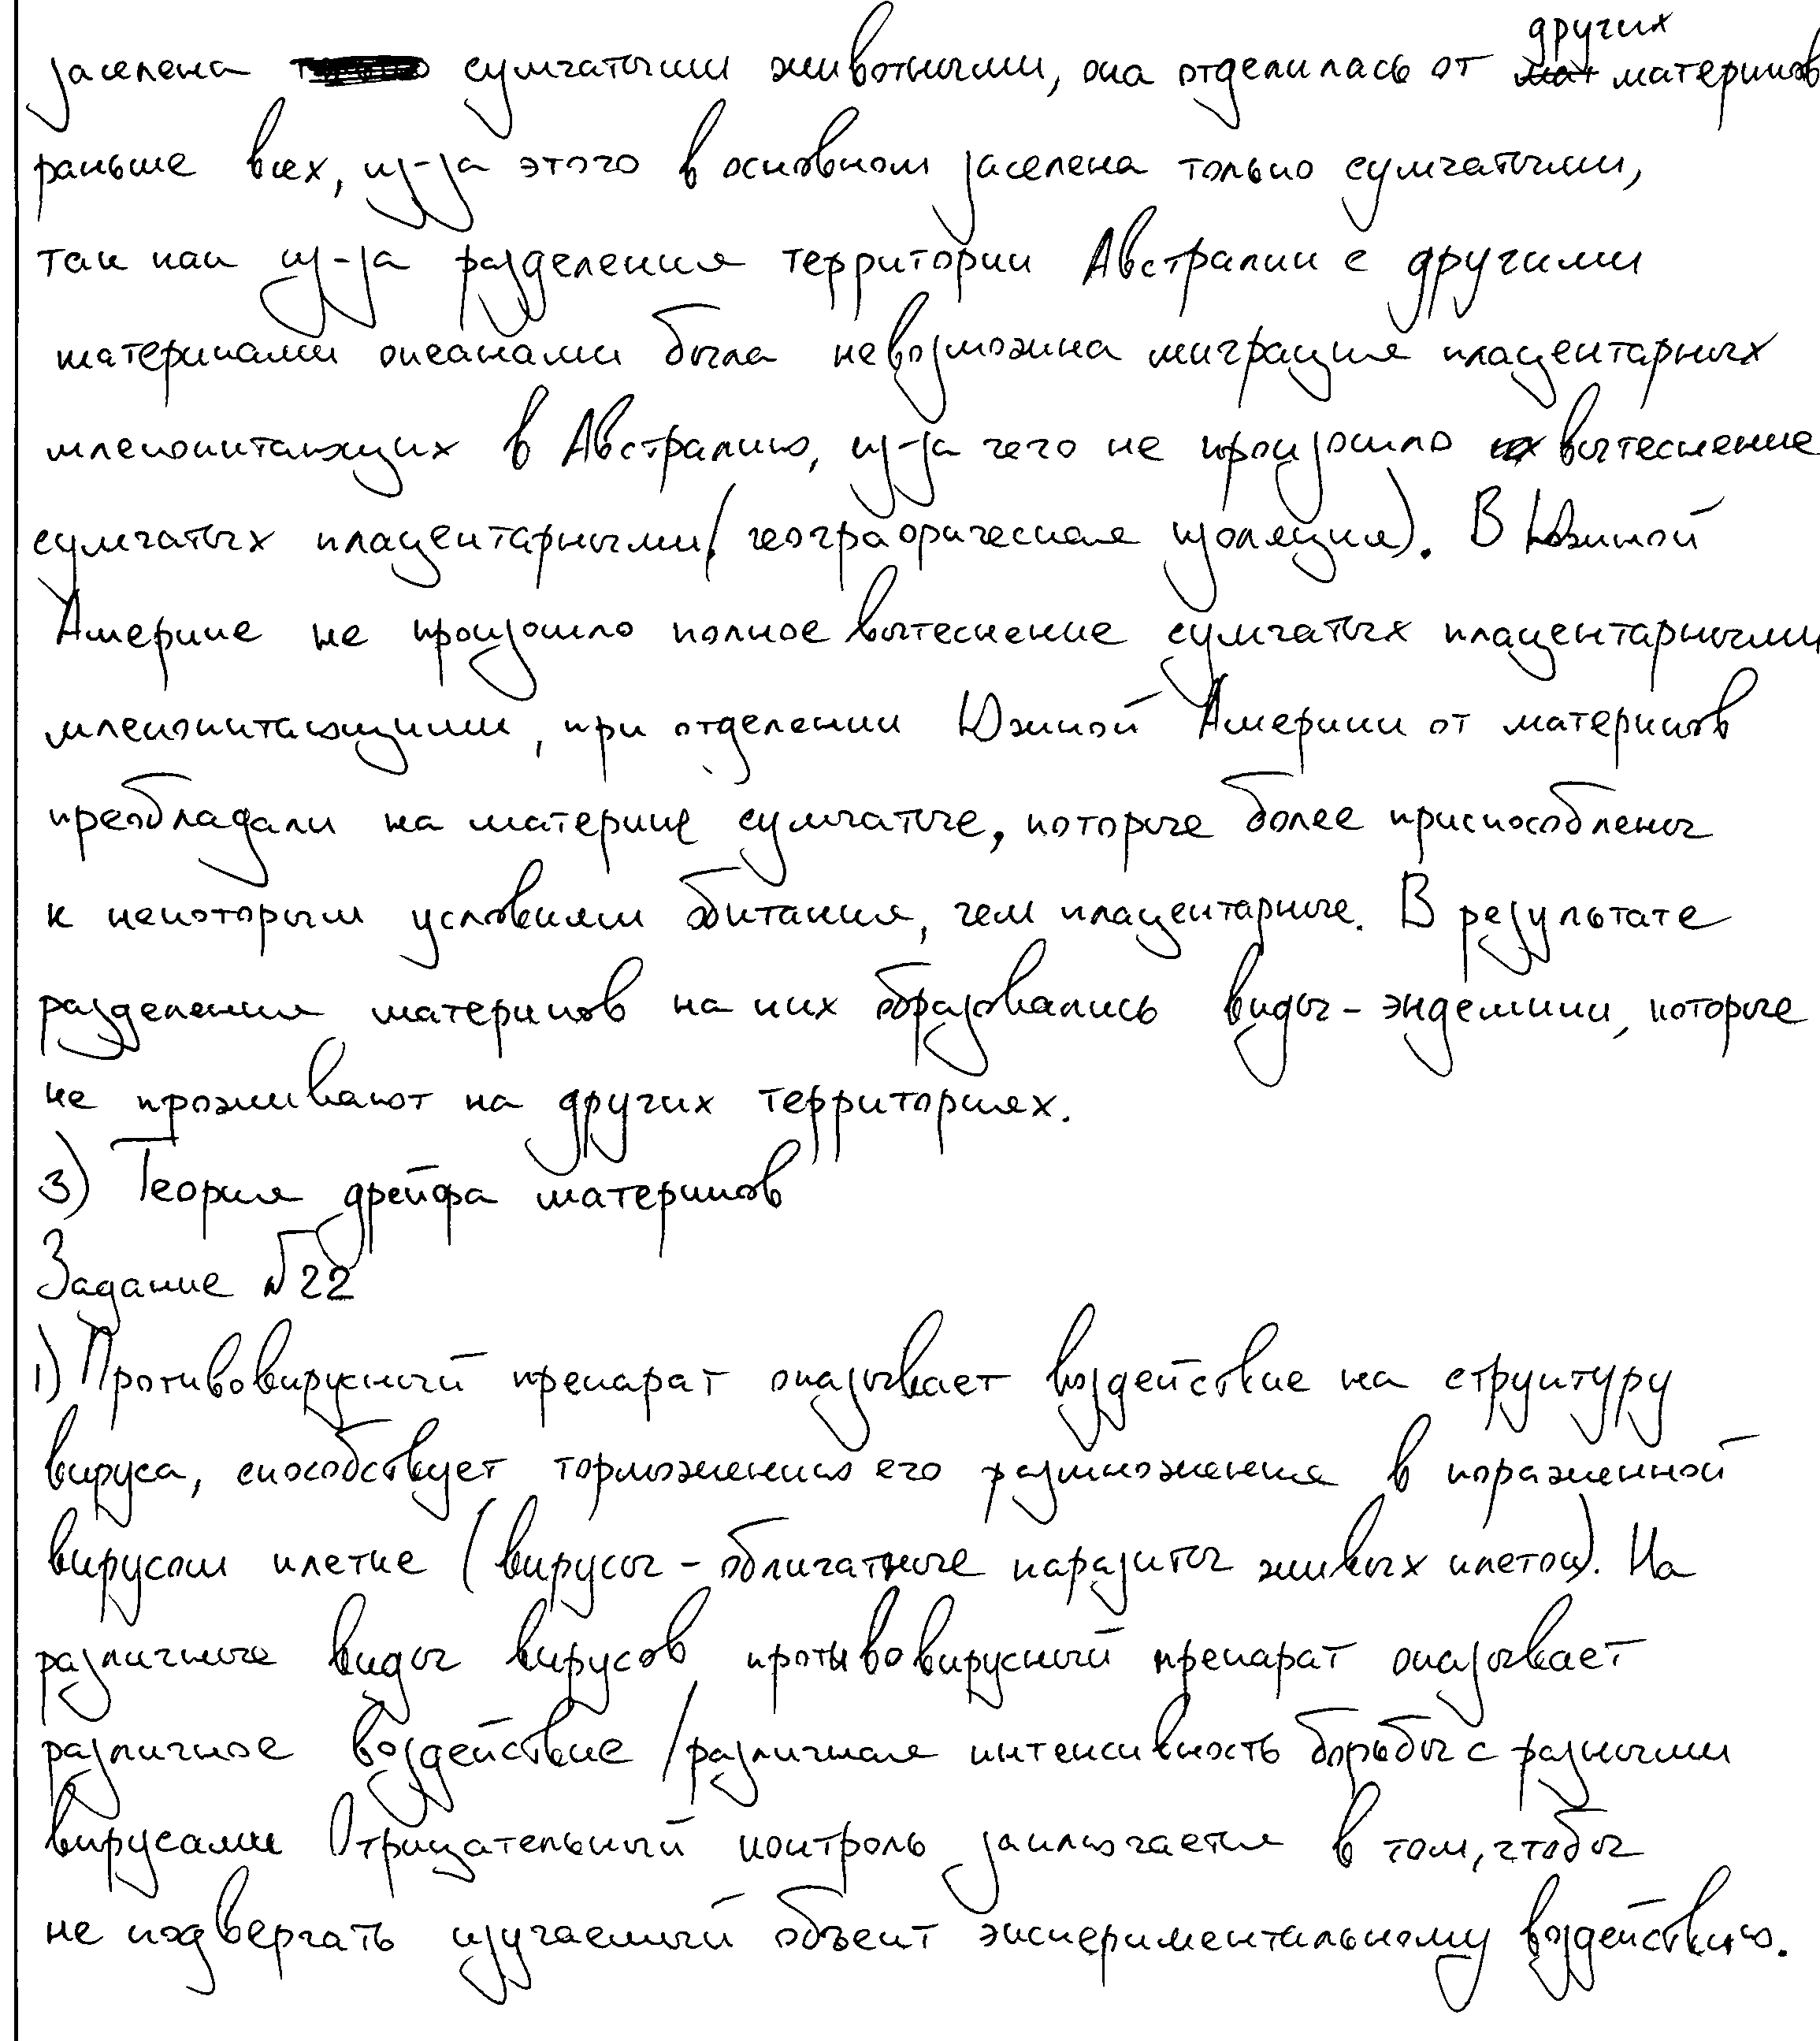 заселена сумчатыми животными, она отделилась от других материков
раньше всех, из-за этого в основном заселена только сумчатыми,
так как из-за разделения территории Австралии с другими
материками океанами была невозможна миграция плацентарных
млекопитающих в Австралию, из-за чего не произошло вытеснение
сумчатых плацентарными (географическая изоляция). В Южной
Америке не произошло полное вытеснение сумчатых плацентарными
млекопитающими, при отделении Южной Америки от материков
преобладали на материке сумчатые, которые более приспособлены
к некоторым условиям обитания, чем плацентарные. В результате
разделения материков на них образовались виды-эндемики, которые
не проживают на других территориях.
3) Теория дрейфа материков
Задание №22
1) Противовирусный препарат оказывает воздействие на структуру
вируса, способствует торможению его размножения в пораженной
вирусом клетке (вирусы - облигатные паразиты живых клеток). На
различные виды вирусов противовирусный препарат оказывает
различное воздействие / различная интенсивность борьбы с разными
вирусами Отрицательный контроль заключается в том, чтобы
не подвергать изучаемый объект экспериментальному воздействию.